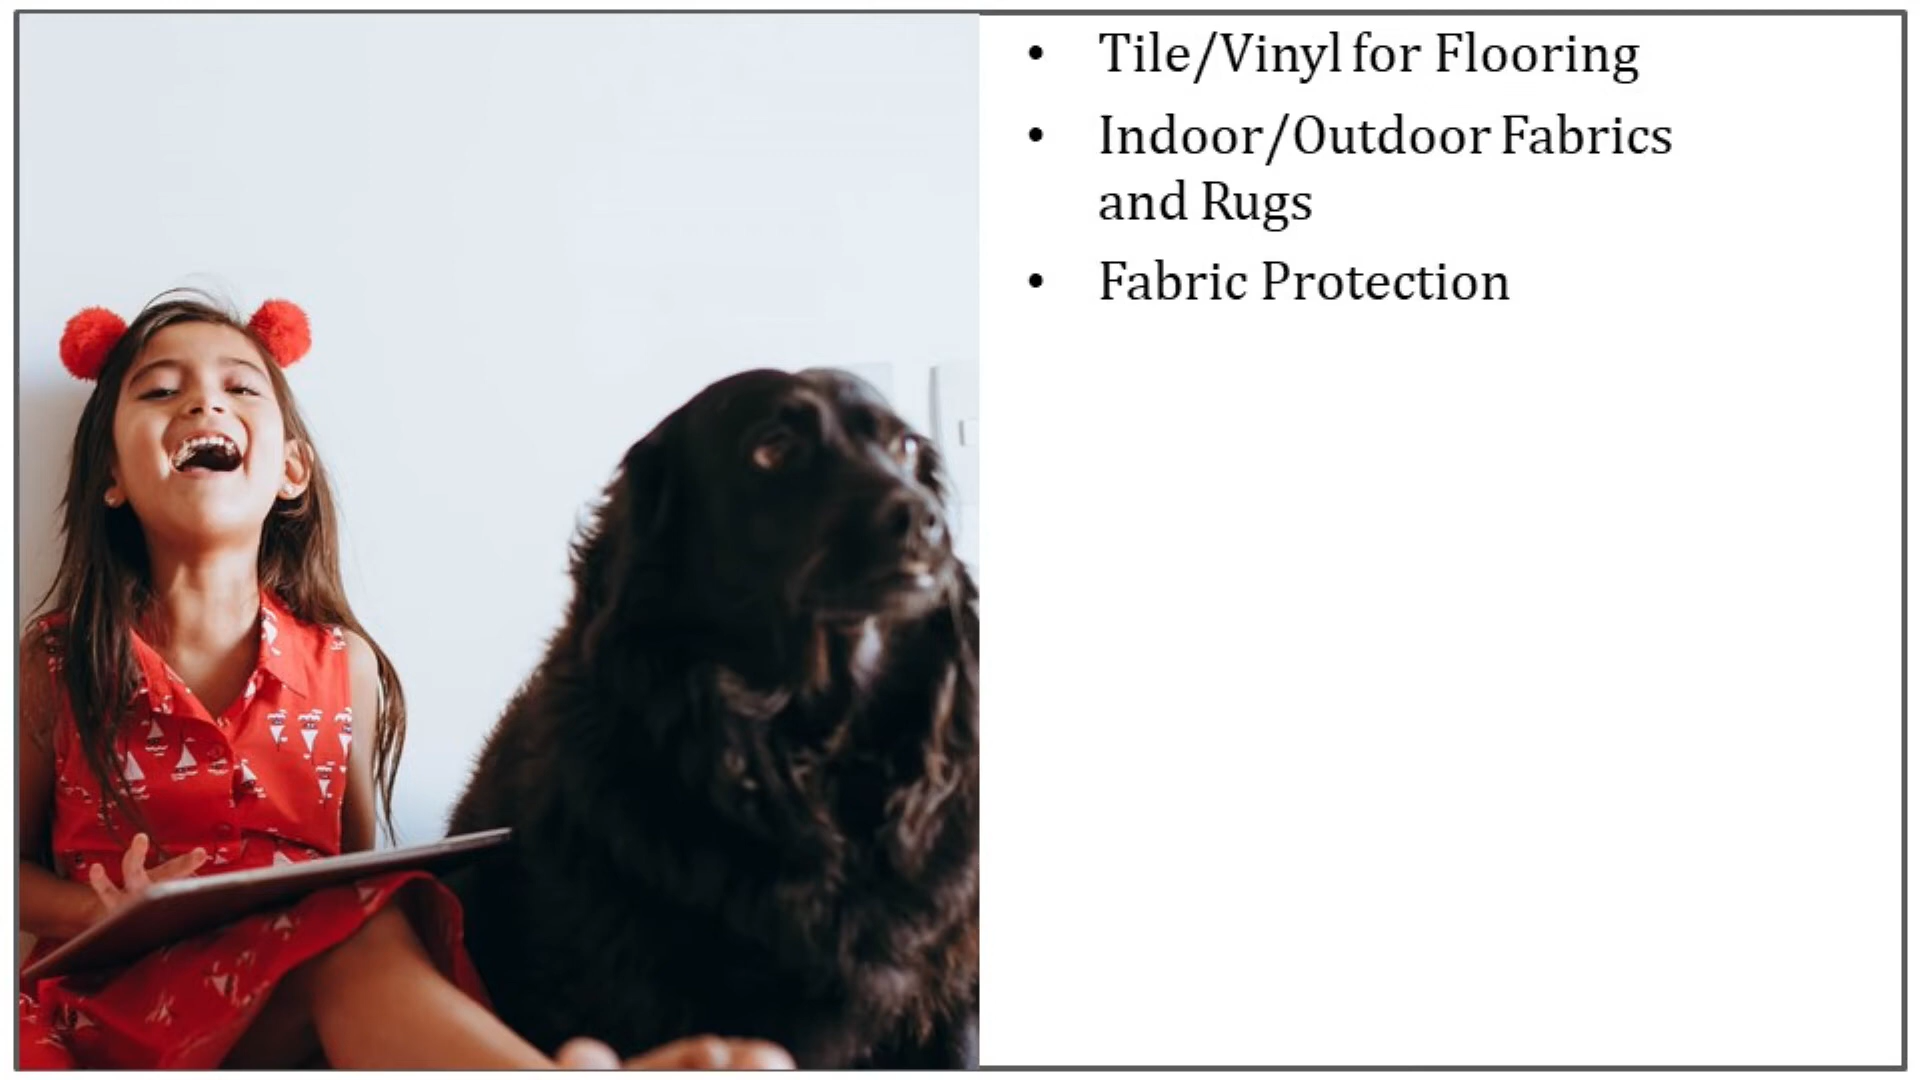 • Tile/Vinyl for Flooring
• Indoor/Outdoor Fabrics
and Rugs
• Fabric Protection